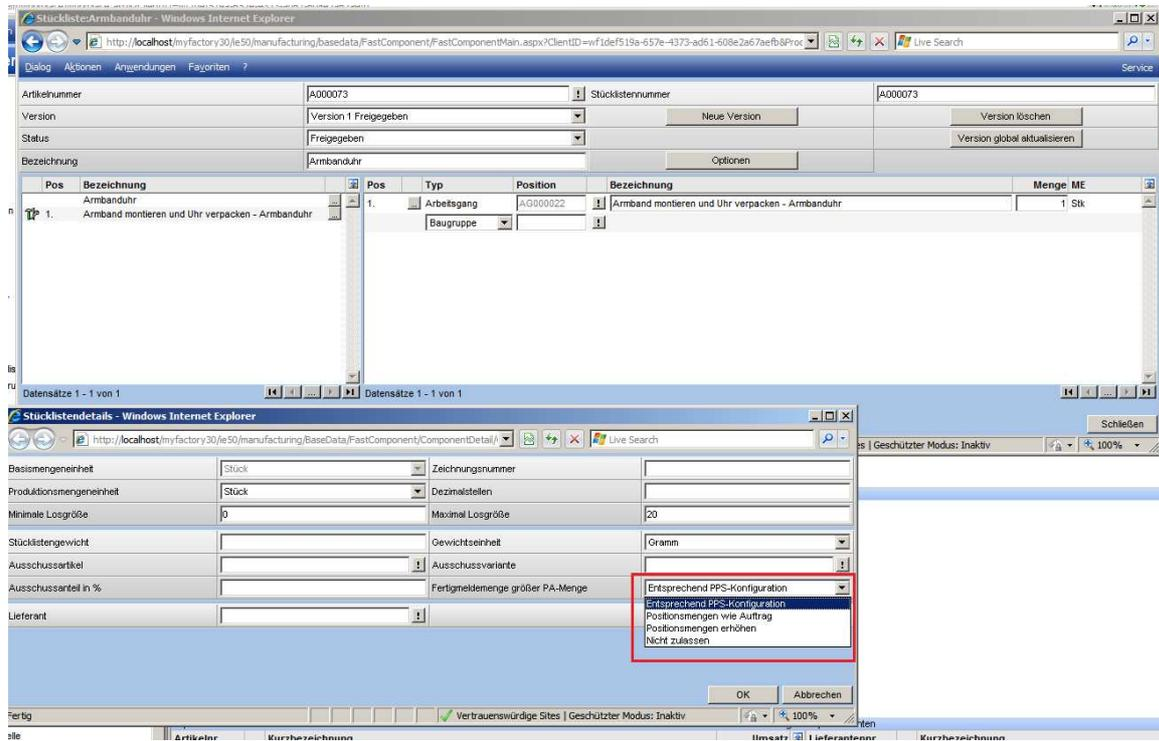 Stückliste:Armbanduhr - Windows Internet Explorer
http://localhost/myfactory30/ie50/manufacturing/basedata/FastComponent/FastComponentMain.aspx?ClientID=wf1def519a-657e-4373-ad61-608e2a67aefb&Proc Live Search
Dialog Aktionen Anwendungen Favoriten ? Service
Artikelnummer A000073 ! Stücklistennummer A000073
Version Version 1 Freigegeben Neue Version Version löschen
Status Freigegeben Version global aktualisieren
Bezeichnung Armbanduhr Optionen
Pos Bezeichnung Pos Typ Position Bezeichnung Menge ME
Armbanduhr ... 1. ... Arbeitsgang AG000022 ! Armband montieren und Uhr verpacken - Armbanduhr 1 Stk
1. Armband montieren und Uhr verpacken - Armbanduhr ... Baugruppe !
Datensätze 1 - 1 von 1 ... Datensätze 1 - 1 von 1 ...
Schließen
Stücklistendetails - Windows Internet Explorer
http://localhost/myfactory30/ie50/manufacturing/BaseData/FastComponent/ComponentDetail/ Live Search
es | Geschützter Modus: Inaktiv 100%
Basismengeneinheit Stück Zeichnungsnummer
Produktionsmengeneinheit Stück Dezimalstellen
Minimale Losgröße 0 Maximal Losgröße 20
Stücklistengewicht Gewichtseinheit Gramm
Ausschussartikel ! Ausschussvariante !
Ausschussanteil in % Fertigmeldemenge größer PA-Menge Entsprechend PPS-Konfiguration
Entsprechend PPS-Konfiguration
Lieferant ! Positionsmengen wie Auftrag
Positionsmengen erhöhen
Nicht zulassen
OK Abbrechen
Fertig Vertrauenswürdige Sites | Geschützter Modus: Inaktiv 100%
elle Artikelnr. Kurzbezeichnung Umsatz Lieferantennr. Kurzbezeichnung